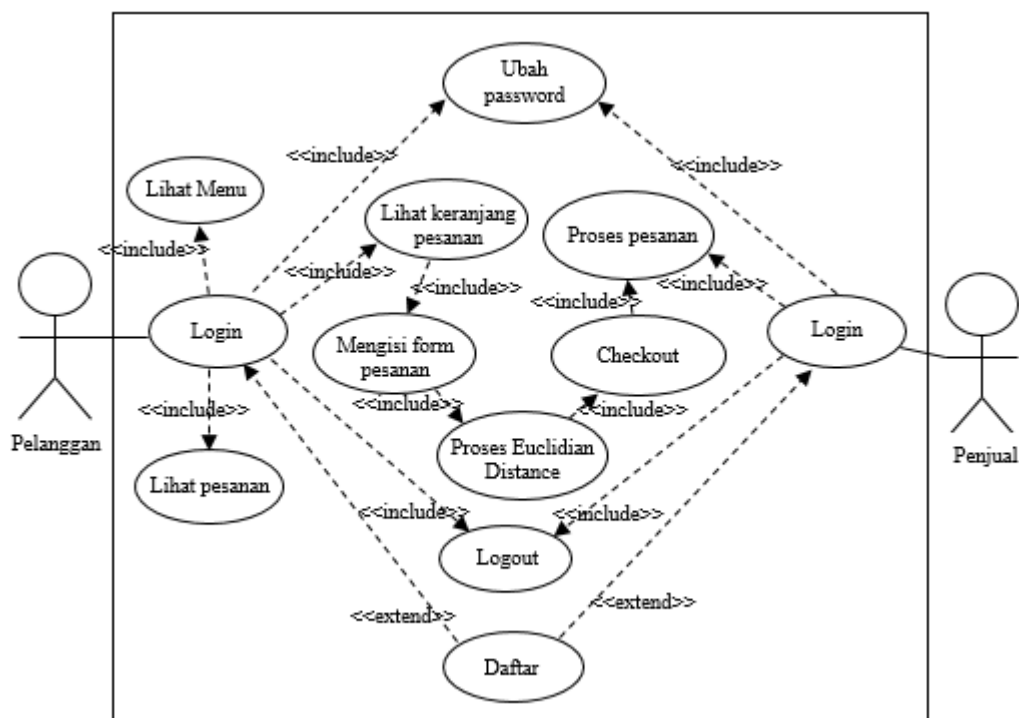 Ubah
password
<<include>>
<<include>>
Lihat Menu
Lihat keranjang
pesanan
Proses pesanan
<<include>>
<<include>>
<<include>>
<<include>>
<<include>>
Login
Mengisi form
pesanan
Checkout
Login
<<include>>
<<include>>
<<include>>
Pelanggan
Proses Euclidian
Distance
Penjual
Lihat pesanan
<<include>>
<<include>>
Logout
<<extend>>
<<extend>>
Daftar